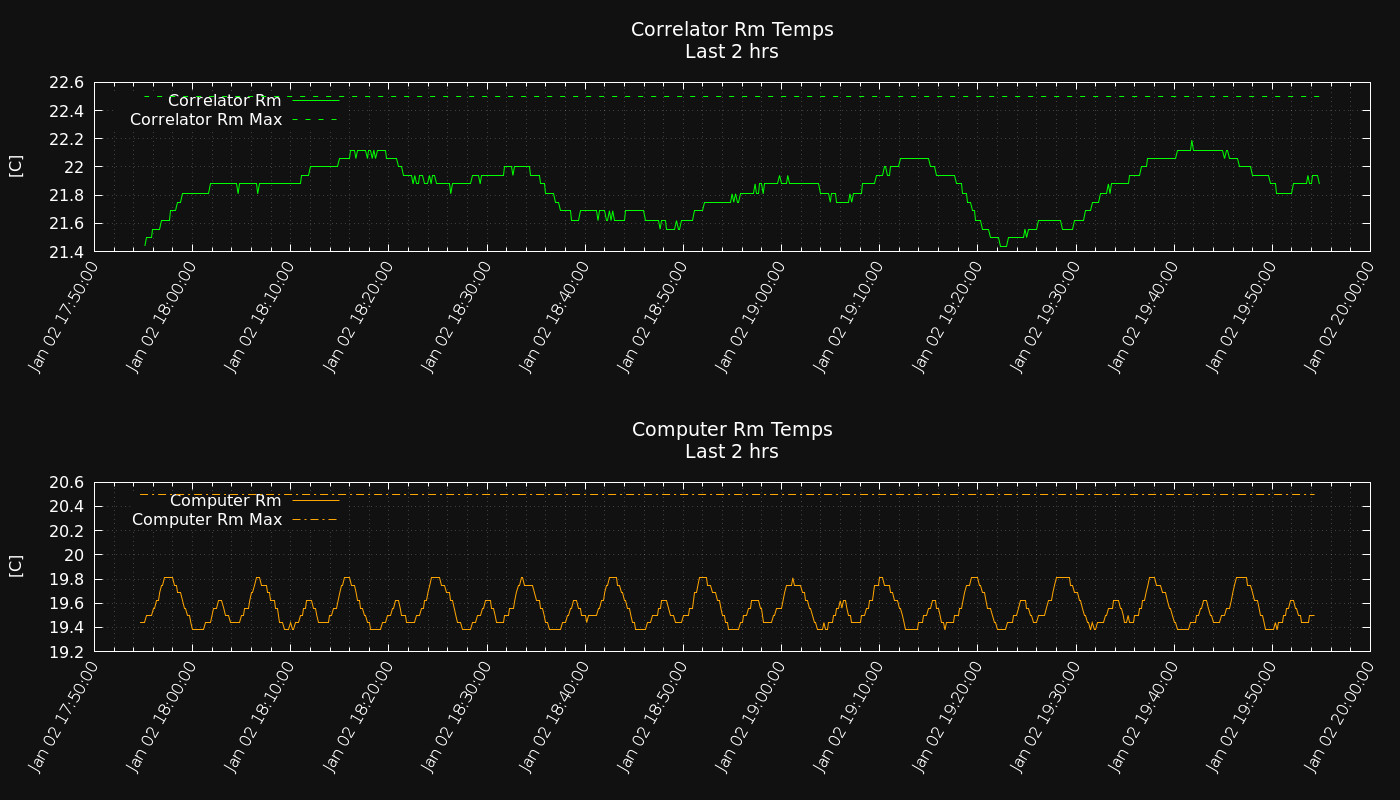 Correlator Rm Temps
Last 2 hrs
22.6
22.4
22.2
22
21.8
21.6
21.4
[C]
Correlator Rm
Correlator Rm Max
Jan 02 17:50:00
Jan 02 18:00:00
Jan 02 18:10:00
Jan 02 18:20:00
Jan 02 18:30:00
Jan 02 18:40:00
Jan 02 18:50:00
Jan 02 19:00:00
Jan 02 19:10:00
Jan 02 19:20:00
Jan 02 19:30:00
Jan 02 19:40:00
Jan 02 19:50:00
Jan 02 20:00:00
Computer Rm Temps
Last 2 hrs
20.6
20.4
20.2
20
19.8
19.6
19.4
19.2
[C]
Computer Rm
Computer Rm Max
Jan 02 17:50:00
Jan 02 18:00:00
Jan 02 18:10:00
Jan 02 18:20:00
Jan 02 18:30:00
Jan 02 18:40:00
Jan 02 18:50:00
Jan 02 19:00:00
Jan 02 19:10:00
Jan 02 19:20:00
Jan 02 19:30:00
Jan 02 19:40:00
Jan 02 19:50:00
Jan 02 20:00:00